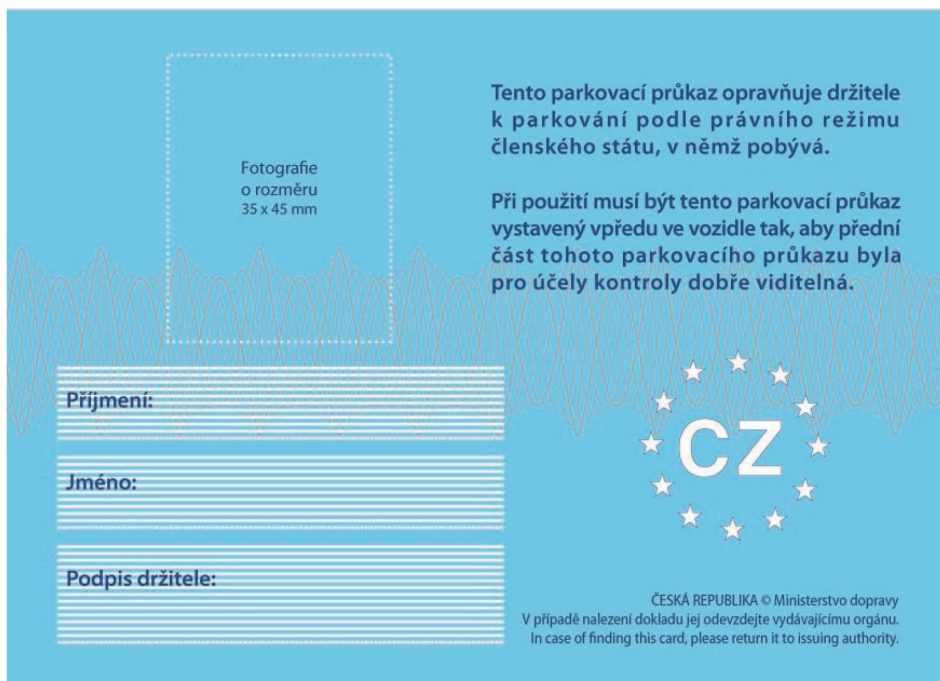 Fotografie
o rozměru
35 x 45 mm
Příjmení:
Jméno:
Podpis držitele:
Tento parkovací průkaz opravňuje držitele
k parkování podle právního režimu
členského státu, v němž pobývá.
Při použití musí být tento parkovací průkaz
vystavený vpředu ve vozidle tak, aby přední
část tohoto parkovacího průkazu byla
pro účely kontroly dobře viditelná.
CZ
ČESKÁ REPUBLIKA © Ministerstvo dopravy
V případě nalezení dokladu jej odevzdejte vydávajícímu orgánu.
In case of finding this card, please return it to issuing authority.